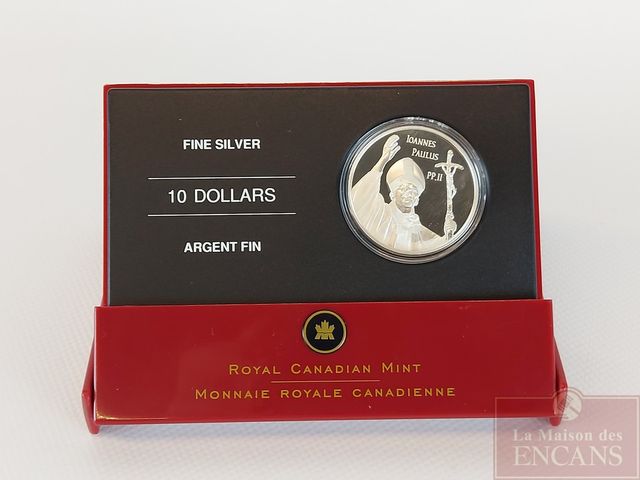 FINE SILVER
10 DOLLARS
ARGENT FIN
IOANNES
PAULUS
PP.II
ROYAL CANADIAN MINT
MONNAIE ROYALE CANADIENNE
La Maison des
ENCANS